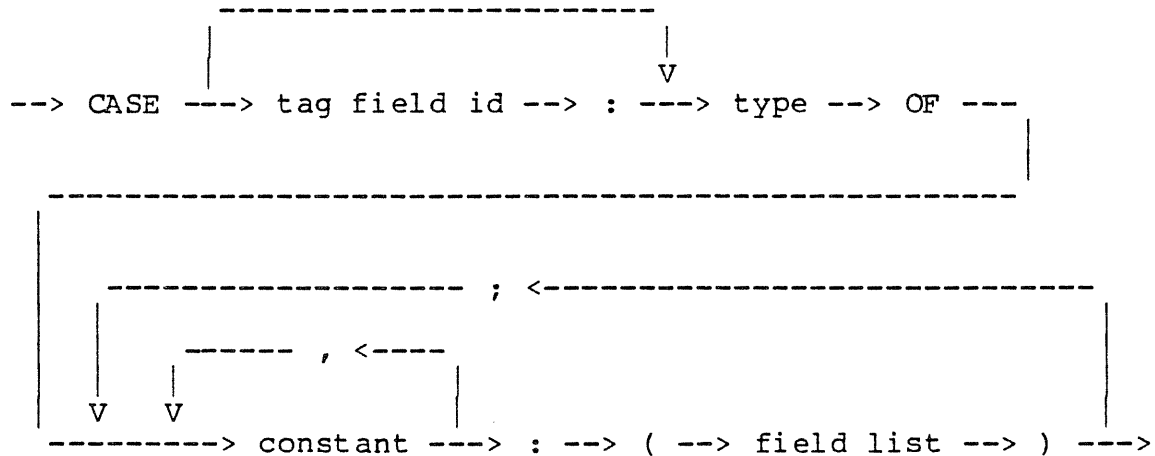 --> CASE ---> tag field id --> : ---> type --> OF ---
;
,
---------> constant ---> : --> ( --> field list --> ) --->